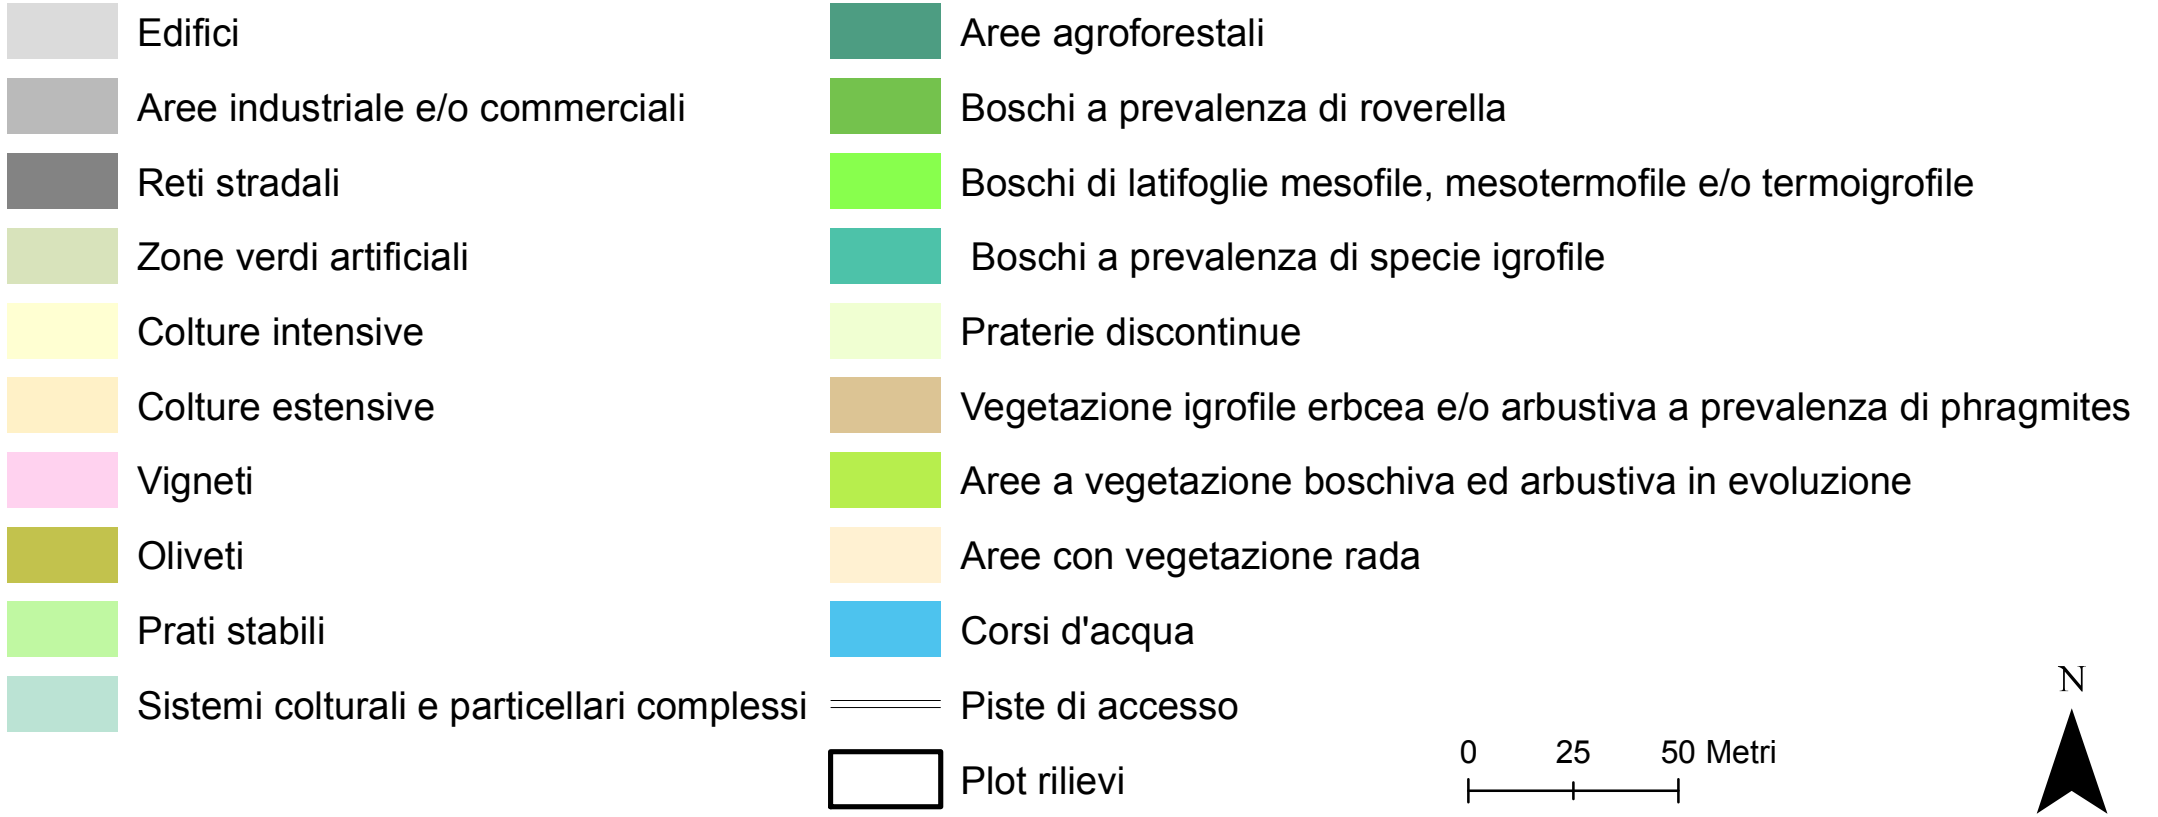 Edifici
Aree industriale e/o commerciali
Reti stradali
Zone verdi artificiali
Colture intensive
Colture estensive
Vigneti
Oliveti
Prati stabili
Sistemi colturali e particellari complessi
Aree agroforestali
Boschi a prevalenza di roverella
Boschi di latifoglie mesofile, mesotermofile e/o termoigrofile
Boschi a prevalenza di specie igrofile
Praterie discontinue
Vegetazione igrofile erbcea e/o arbustiva a prevalenza di phragmites
Aree a vegetazione boschiva ed arbustiva in evoluzione
Aree con vegetazione rada
Corsi d'acqua
Piste di accesso
Plot rilievi
0 25 50 Metri
N